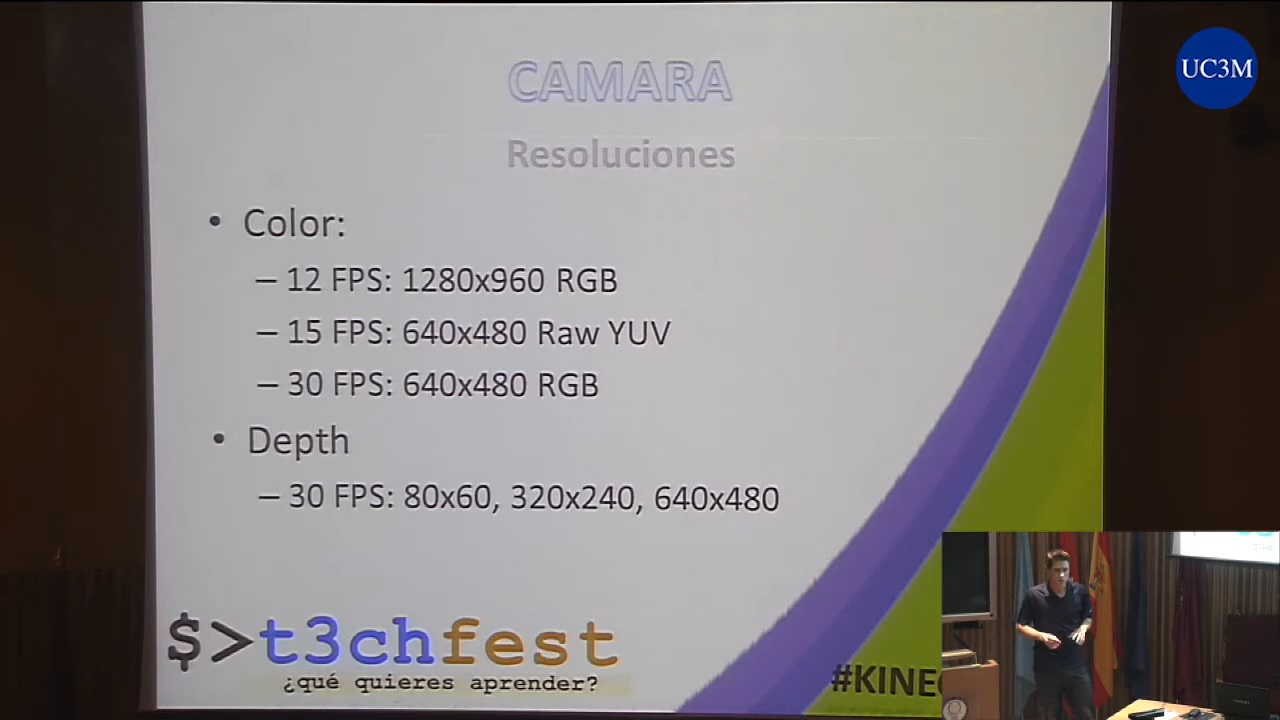 UC3M
CAMARA
Resoluciones
• Color:
– 12 FPS: 1280x960 RGB
– 15 FPS: 640x480 Raw YUV
– 30 FPS: 640x480 RGB
• Depth
– 30 FPS: 80x60, 320x240, 640x480
$>t3chfest
¿qué quieres aprender?
#KINE